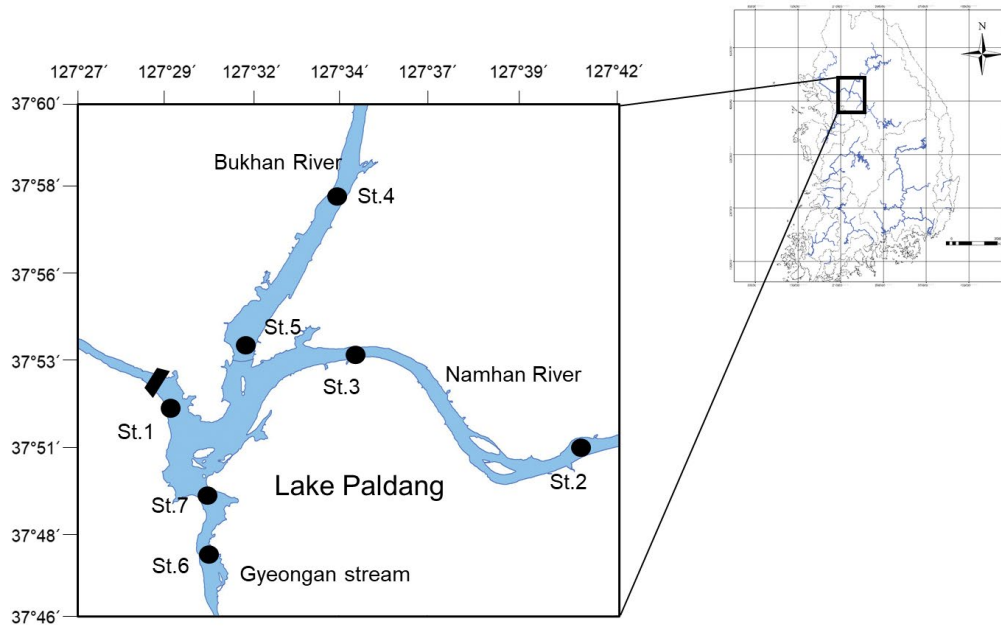 N
127°27′ 127°29′ 127°32′ 127°34′ 127°37′ 127°39′ 127°42′
37°60′
Bukhan River
37°58′
St.4
37°56′
St.5
37°53′
St.3
Namhan River
St.1
37°51′
St.2
Lake Paldang
St.7
37°48′
St.6
Gyeongan stream
37°46′